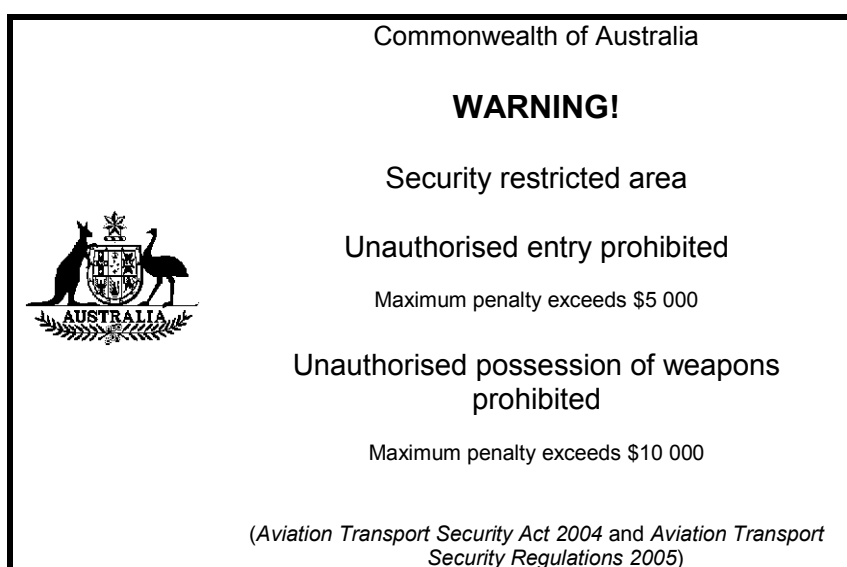 Commonwealth of Australia
WARNING!
Security restricted area
Unauthorised entry prohibited
Maximum penalty exceeds $5 000
AUSTRALIA
Unauthorised possession of weapons
prohibited
Maximum penalty exceeds $10 000
(Aviation Transport Security Act 2004 and Aviation Transport
Security Regulations 2005)